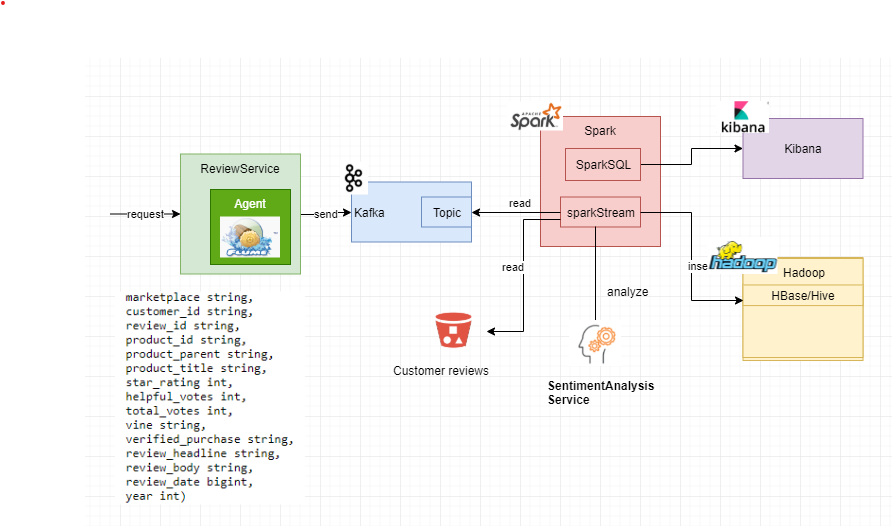 APACHE
Spark
Spark
kibana
SparkSQL
Kibana
ReviewService
Agent
FLUME
request
send
Kafka
Topic
read
sparkStream
read
inse
hadoop
Hadoop
HBase/Hive
analyze
marketplace string,
customer_id string,
review_id string,
product_id string,
product_parent string,
product_title string,
star_rating int,
helpful_votes int,
total_votes int,
vine string,
verified_purchase string,
review_headline string,
review_body string,
review_date bigint,
year int)
Customer reviews
SentimentAnalysis
Service